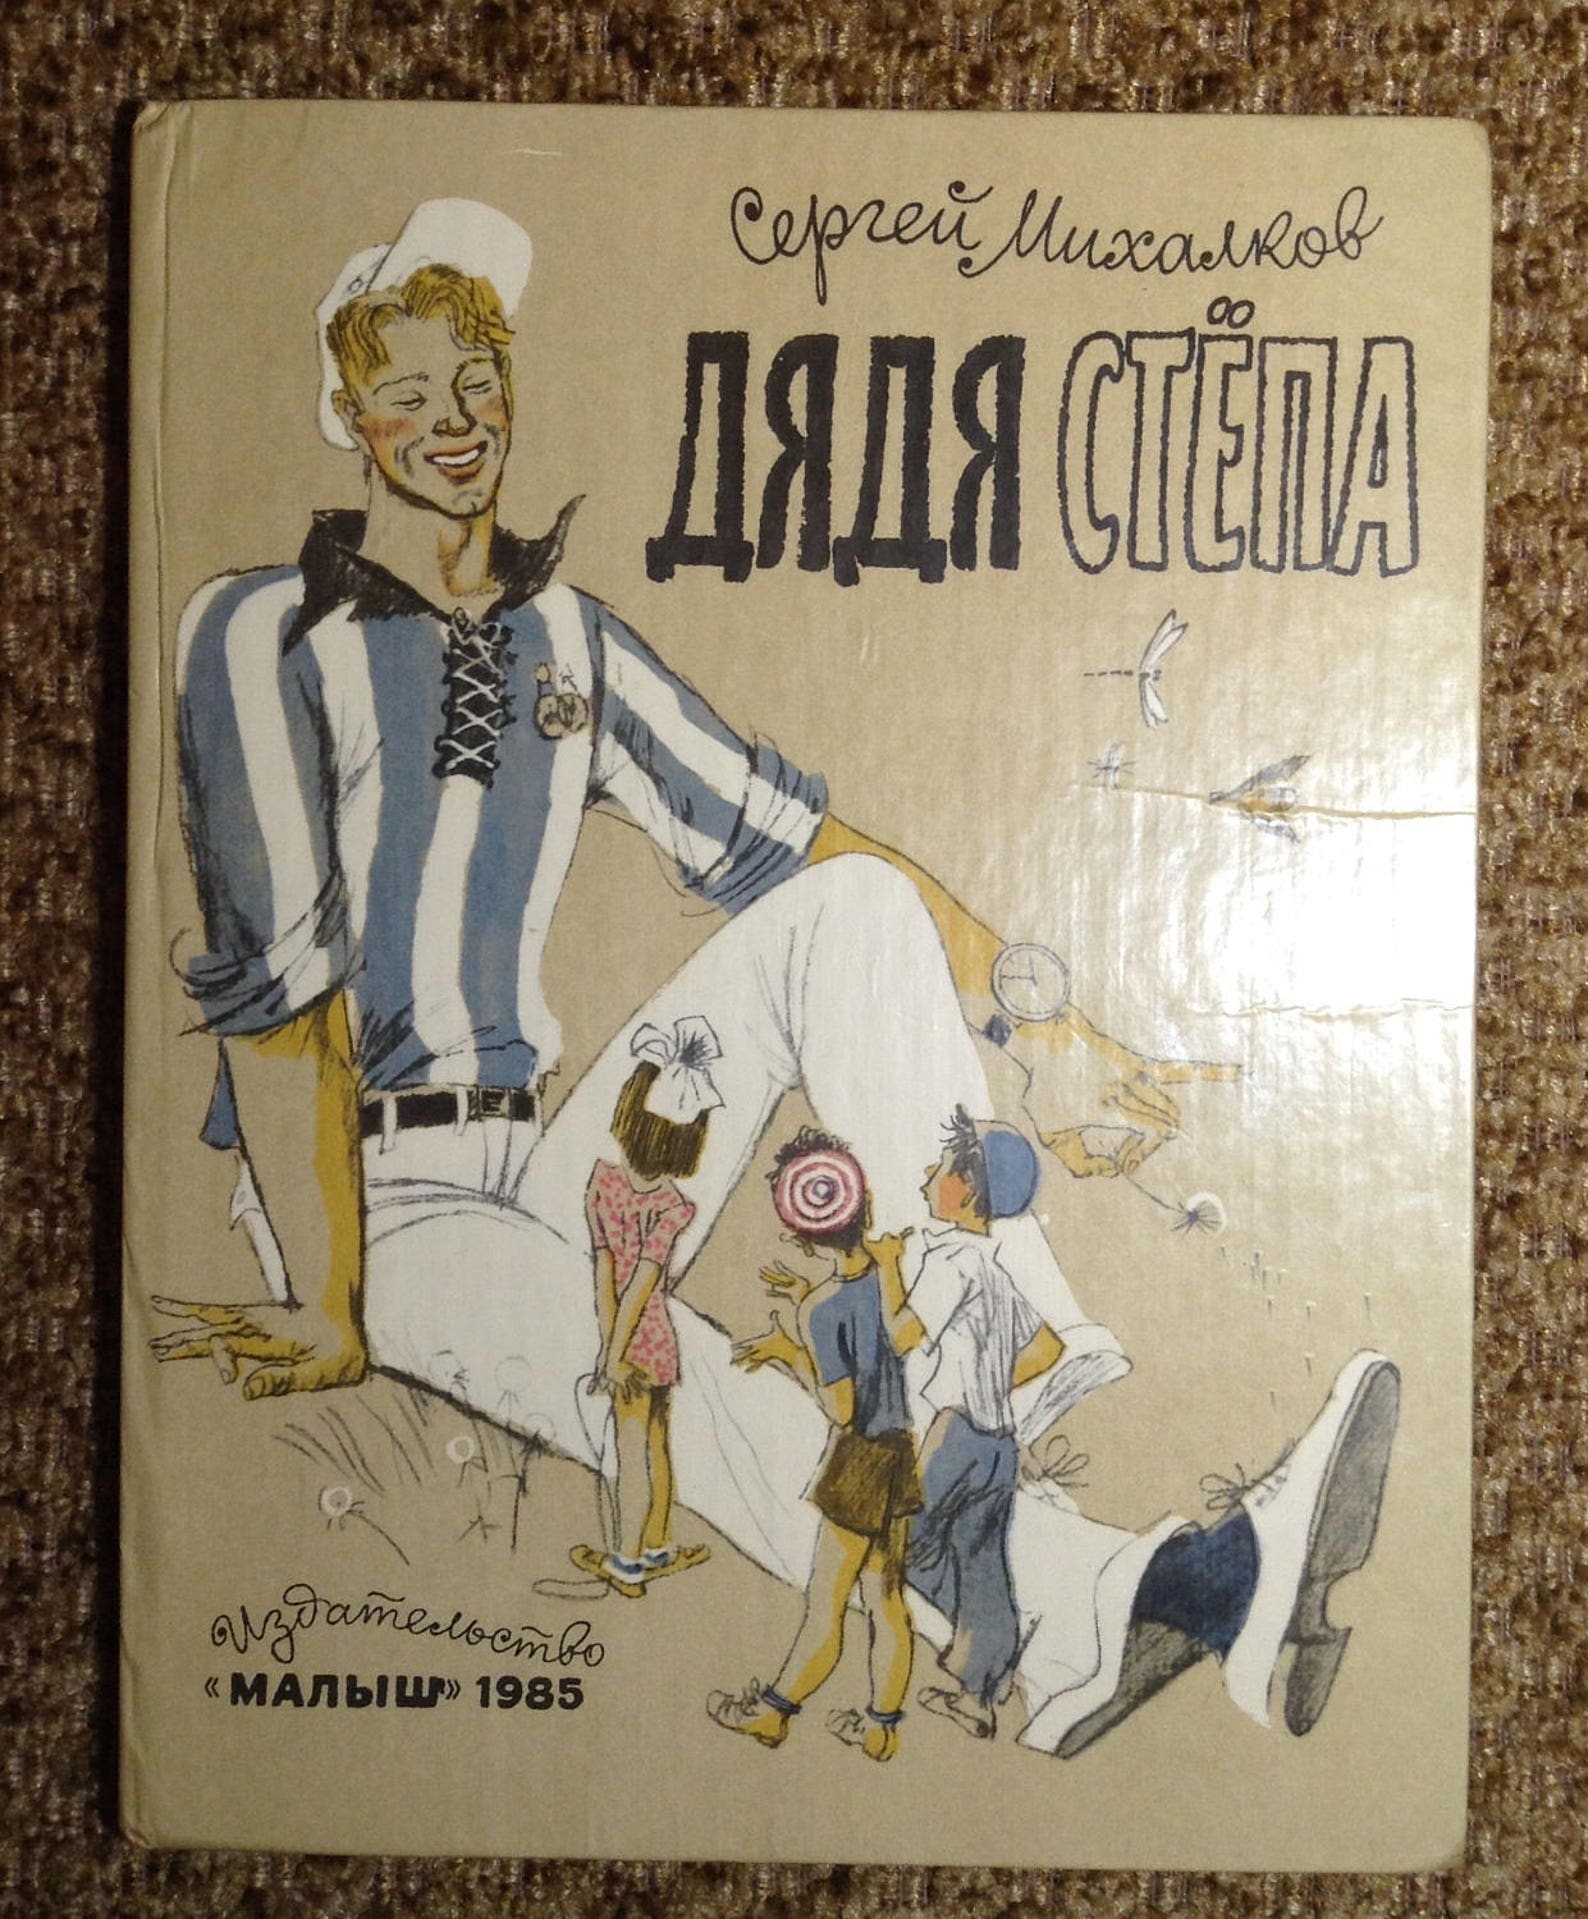 Сергей Михалков
ДЯДЯ СТЁПА
Издательство
«МАЛЫШ» 1985